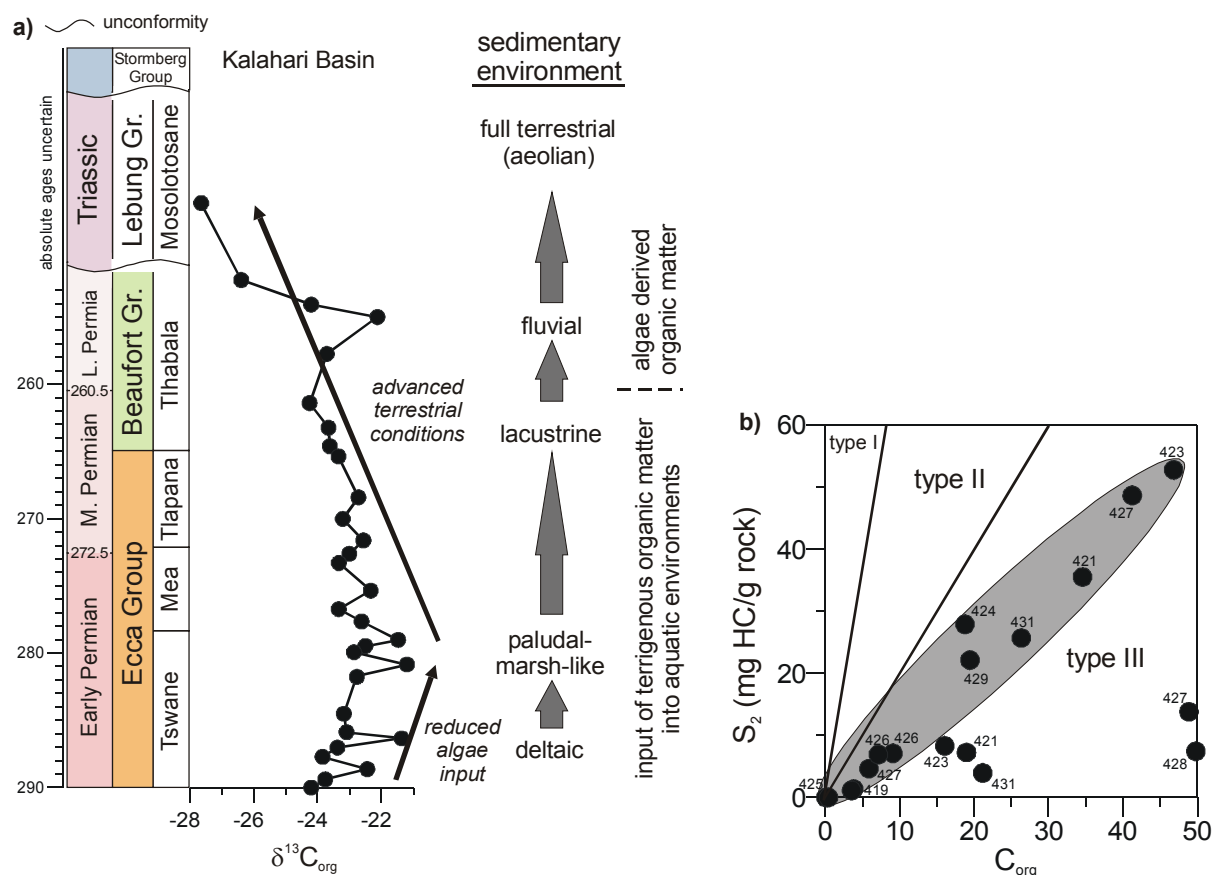 a)
unconformity
Kalahari Basin
sedimentary
environment
absolute ages uncertain
Stormberg
Group
Triassic
Lebung Gr.
Mosolotosane
L. Permia
Beaufort Gr.
Tlhabala
M. Permian
Ecca Group
Tlapana
Mea
Early Permian
Tswane
260
260.5
270
272.5
280
290
-28
-26
-24
-22
δ13Corg
advanced
terrestrial
conditions
reduced
algae
input
full terrestrial
(aeolian)
fluvial
lacustrine
paludal-
marsh-like
deltaic
algae derived
organic matter
input of terrigenous organic matter
into aquatic environments
b)
S2 (mg HC/g rock)
60
40
20
0
type I
type II
type III
423
427
421
424
431
429
426
426
427
419
425
423
421
431
427
428
0
10
20
30
40
50
Corg